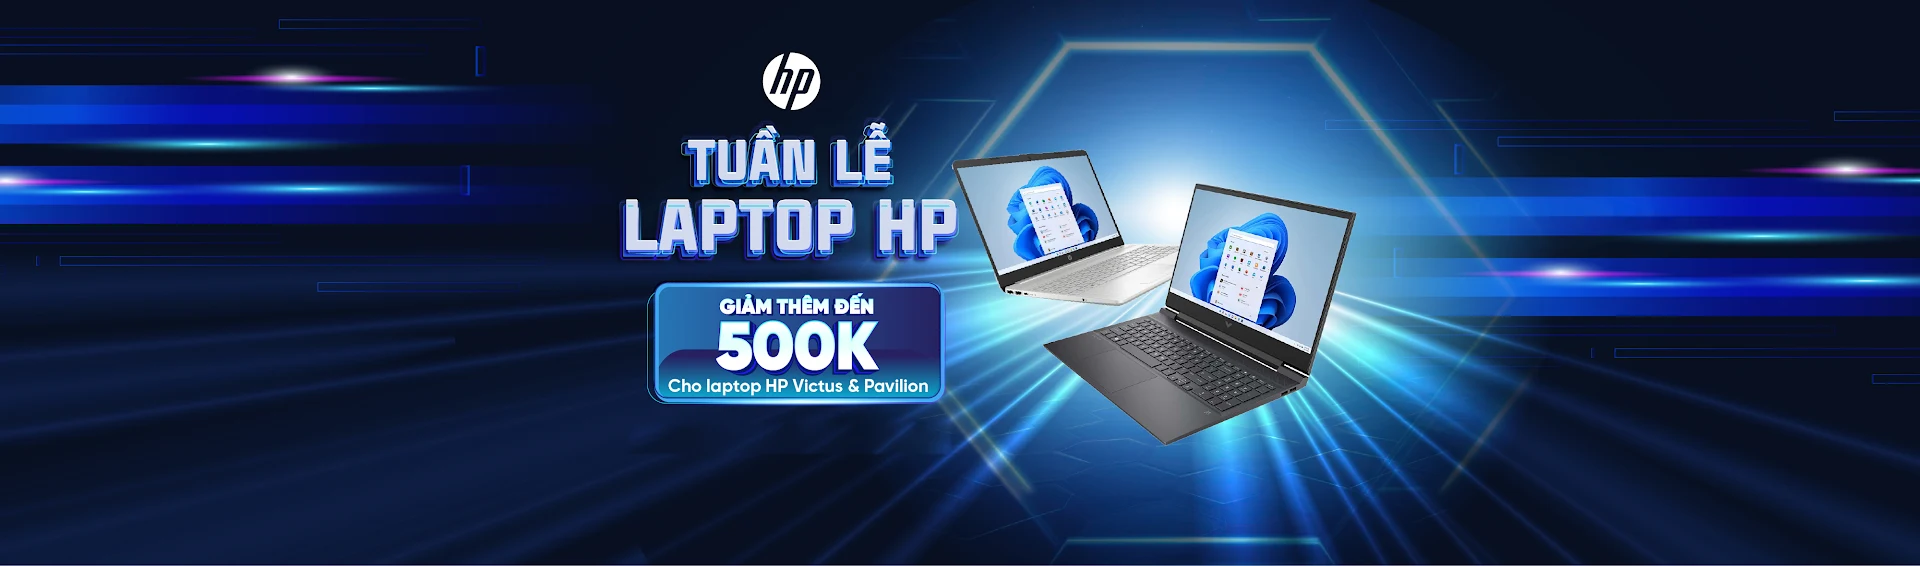 hp
TUẦN LỄ
LAPTOP HP
GIẢM THÊM ĐẾN
500K
Cho laptop HP Victus & Pavilion